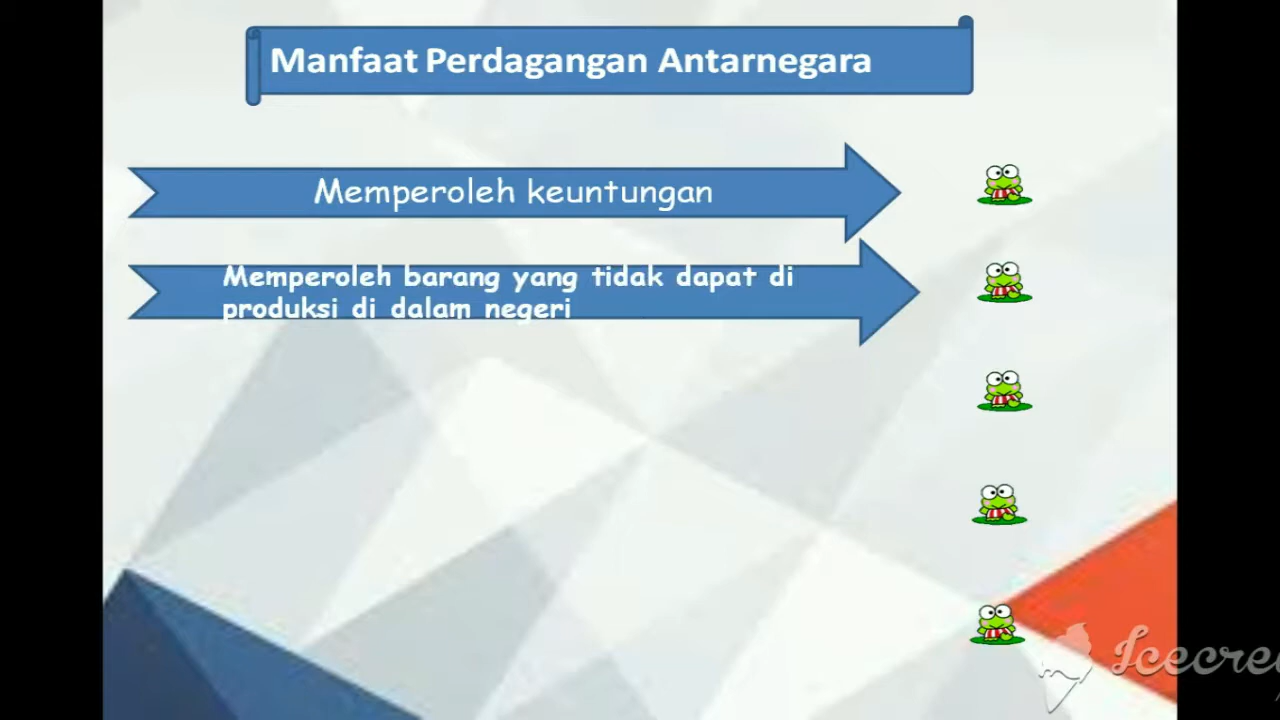 Manfaat Perdagangan Antarnegara
Memperoleh keuntungan
Memperoleh barang yang tidak dapat di
produksi di dalam negeri